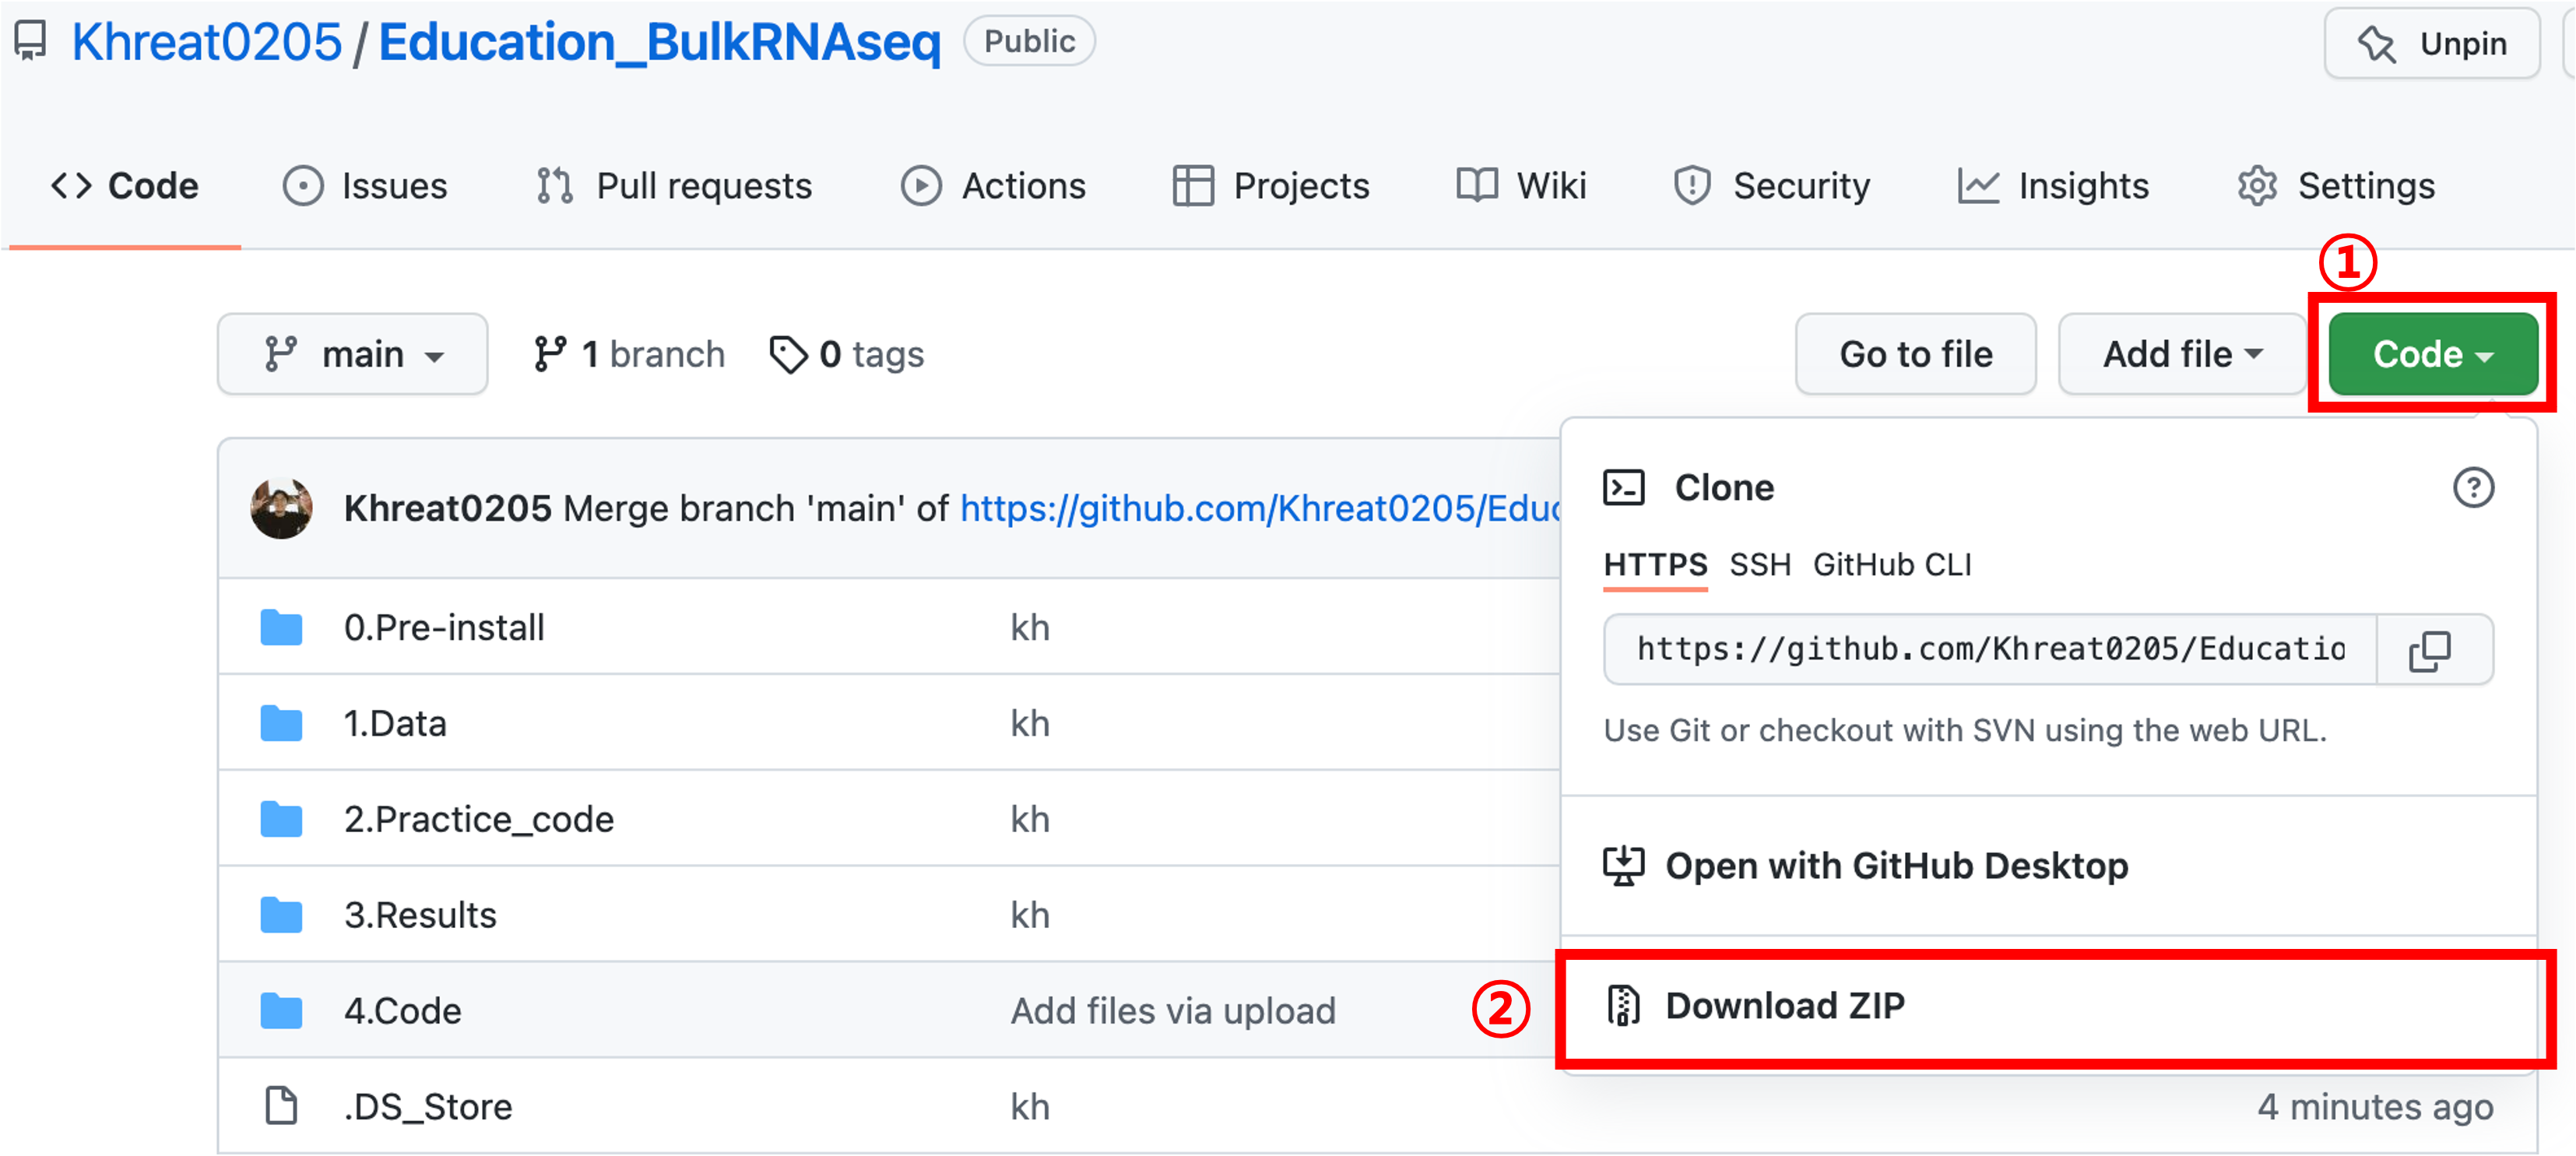 Khreat0205 / Education_BulkRNAseq Public Unpin
Code Issues Pull requests Actions Projects Wiki Security Insights Settings
①
main 1 branch 0 tags Go to file Add file Code
Khreat0205 Merge branch 'main' of https://github.com/Khreat0205/Educ
Clone
HTTPS SSH GitHub CLI
https://github.com/Khreat0205/Educatio
Use Git or checkout with SVN using the web URL.
Open with GitHub Desktop
② Download ZIP
0.Pre-install kh
1.Data kh
2.Practice_code kh
3.Results kh
4.Code Add files via upload
.DS_Store kh 4 minutes ago